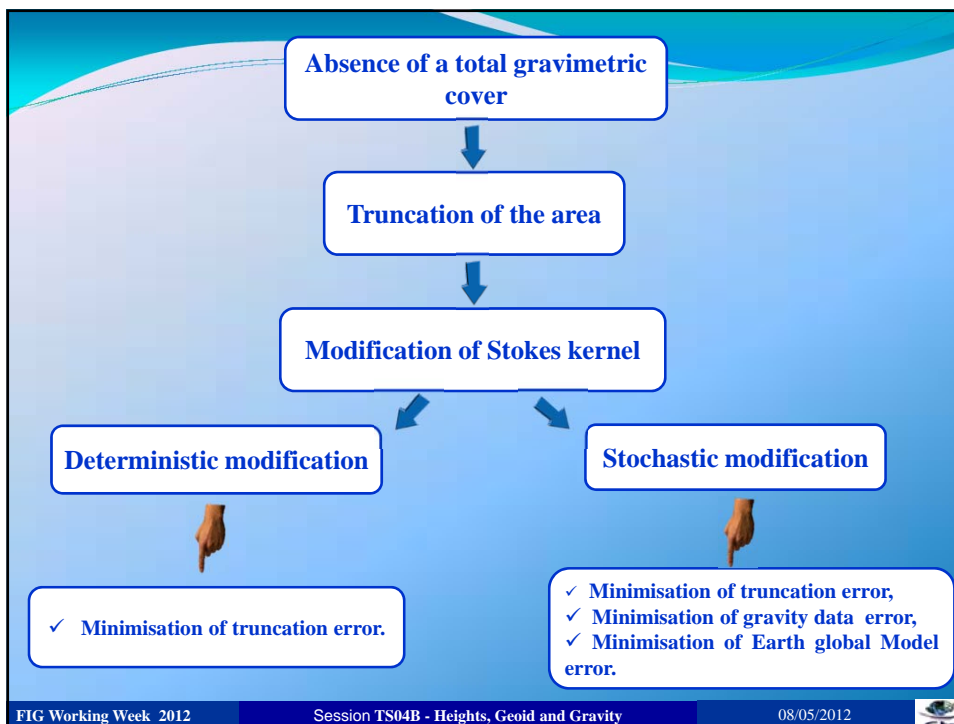 Absence of a total gravimetric
cover
Truncation of the area
Modification of Stokes kernel
Deterministic modification
Stochastic modification
✓ Minimisation of truncation error.
✓ Minimisation of truncation error,
✓ Minimisation of gravity data error,
✓ Minimisation of Earth global Model
error.
FIG Working Week 2012 Session TS04B - Heights, Geoid and Gravity 08/05/2012